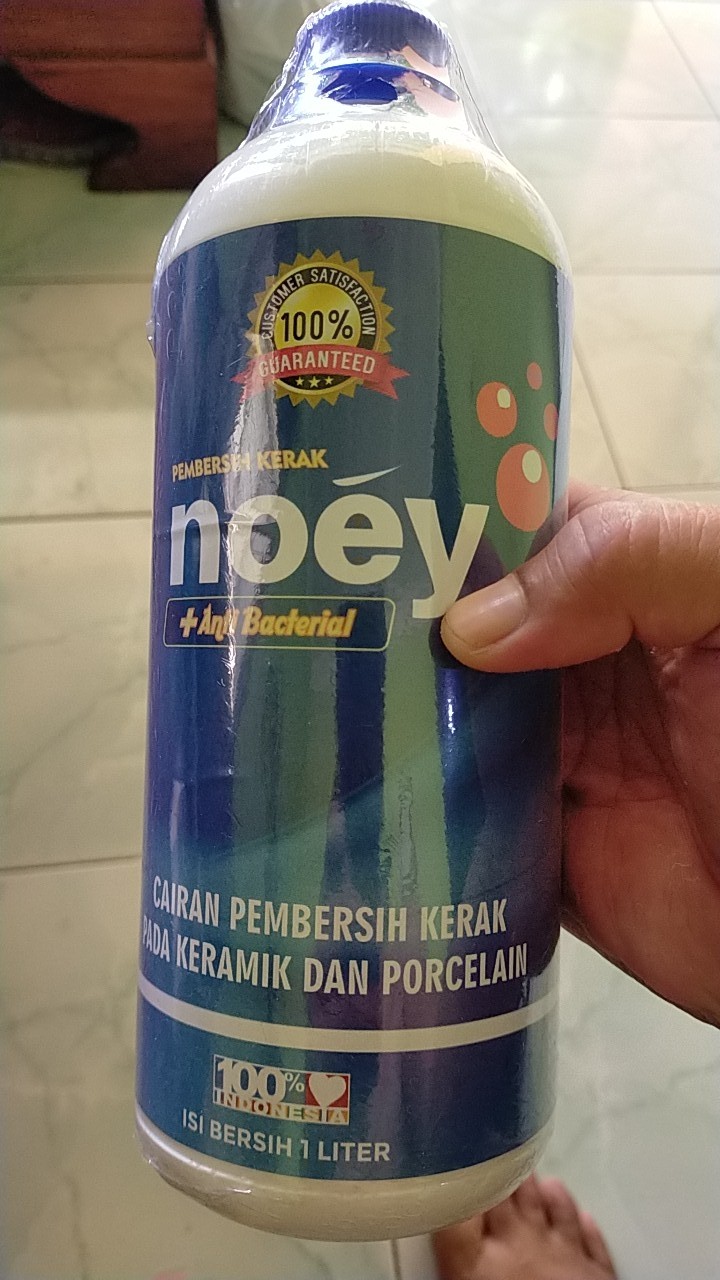 CUSTOMER SATISFACTION
100%
GUARANTEED
PEMBERSIH KERAK
noéy
+Anti Bacterial
CAIRAN PEMBERSIH KERAK
PADA KERAMIK DAN PORCELAIN
100%
INDONESIA
ISI BERSIH 1 LITER